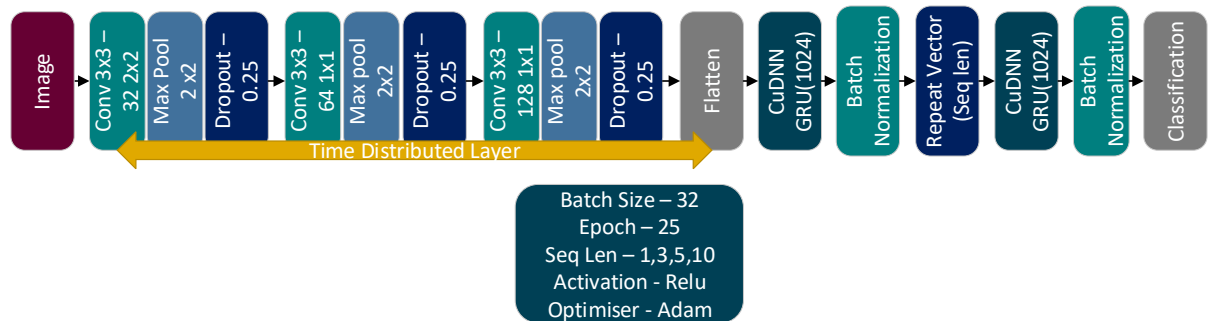 Image
Conv 3x3 –
32 2x2
Max Pool
2 x2
Dropout –
0.25
Conv 3x3 –
64 1x1
Max pool
2x2
Dropout –
0.25
Conv 3x3 –
128 1x1
Max pool
2x2
Dropout –
0.25
Flatten
CuDNN
GRU(1024)
Batch
Normalization
Repeat Vector
(Seq len)
CuDNN
GRU(1024)
Batch
Normalization
Classification
Time Distributed Layer
Batch Size – 32
Epoch – 25
Seq Len – 1,3,5,10
Activation - Relu
Optimiser - Adam